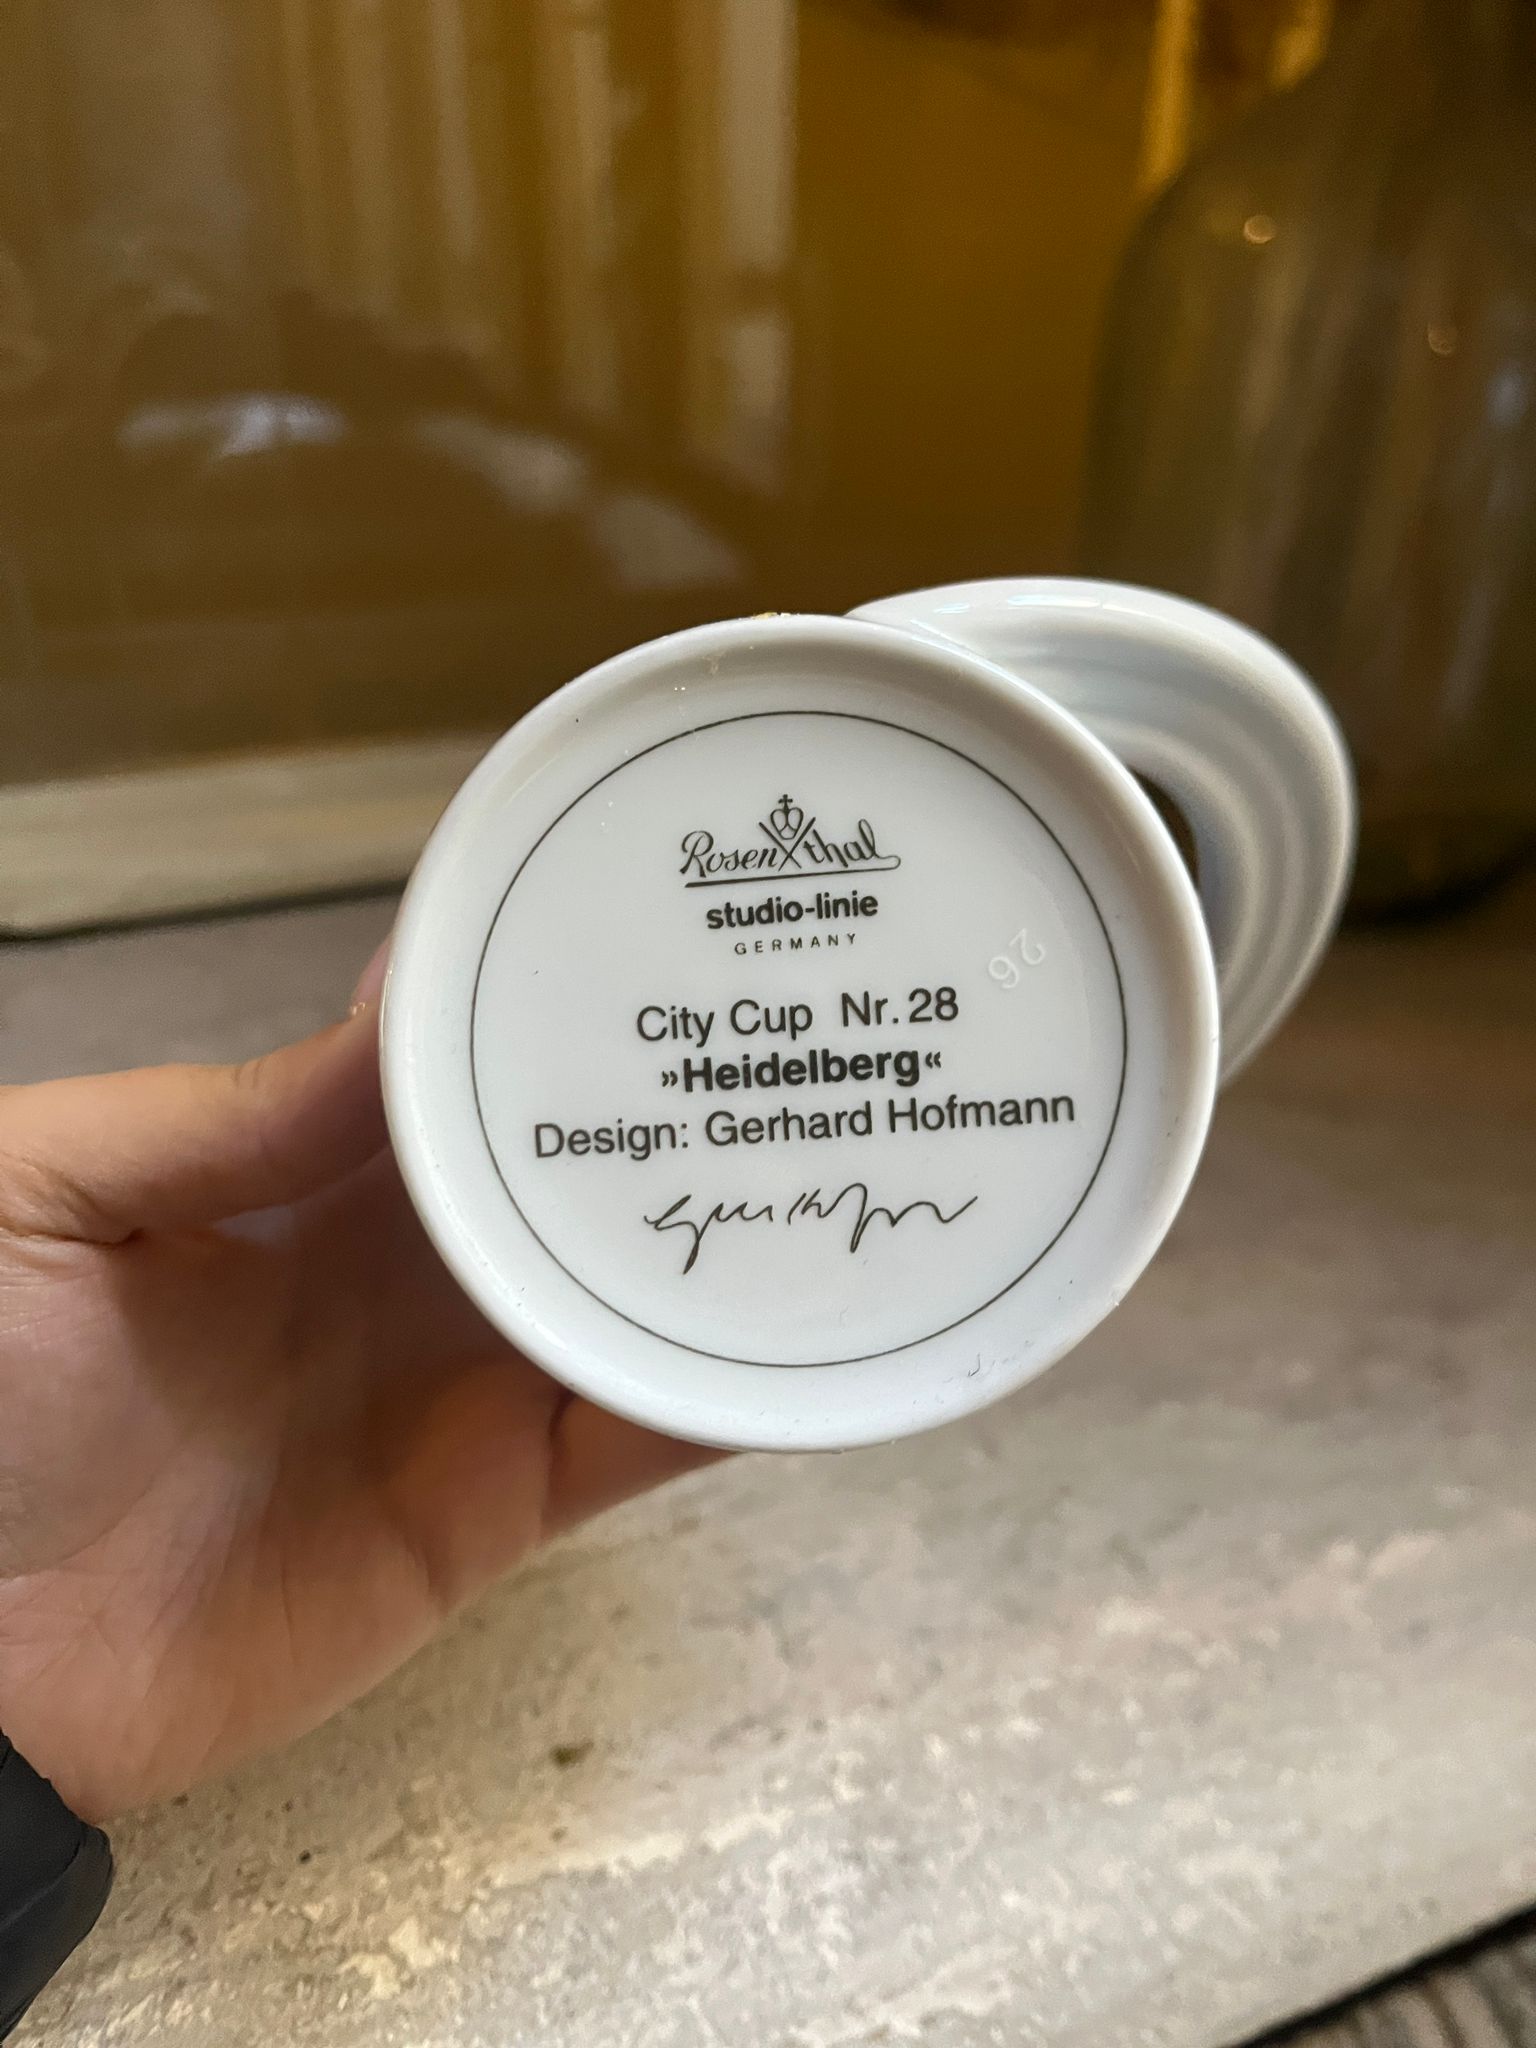 Rosenthal
studio-linie
GERMANY
26
City Cup Nr. 28
»Heidelberg«
Design: Gerhard Hofmann